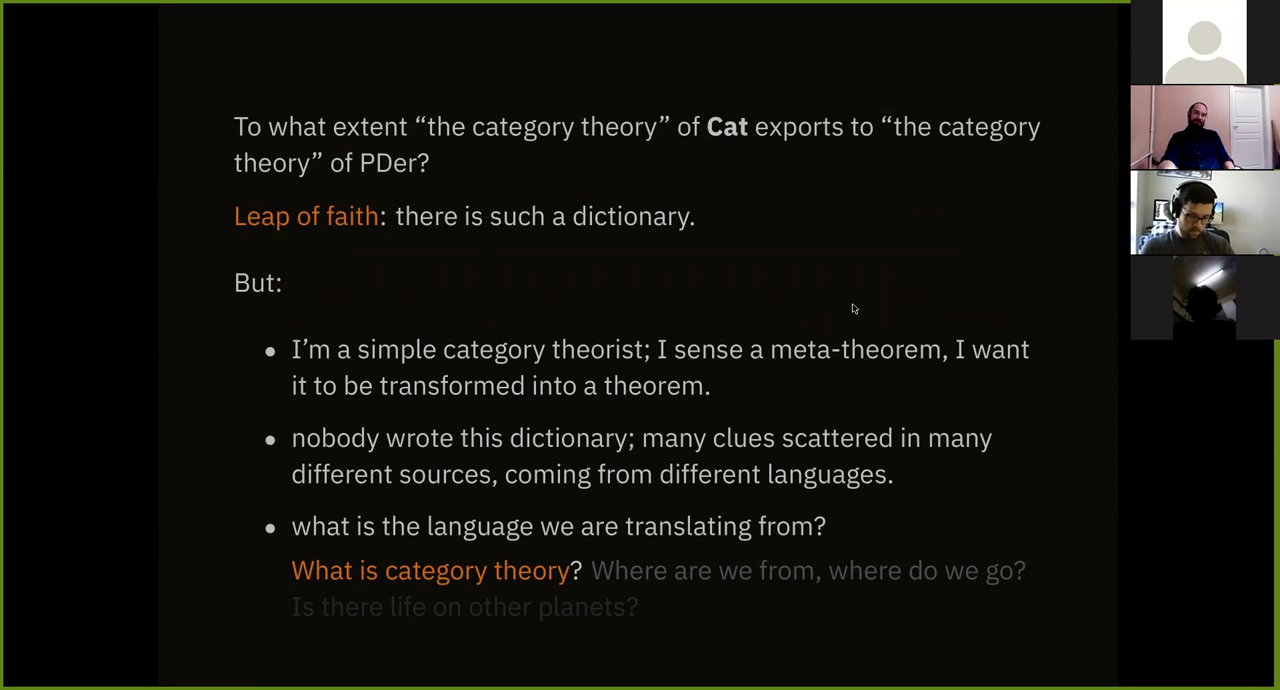 To what extent “the category theory” of Cat exports to “the category
theory” of PDer?
Leap of faith: there is such a dictionary.
But:
• I’m a simple category theorist; I sense a meta-theorem, I want
it to be transformed into a theorem.
• nobody wrote this dictionary; many clues scattered in many
different sources, coming from different languages.
• what is the language we are translating from?
What is category theory? Where are we from, where do we go?
Is there life on other planets?